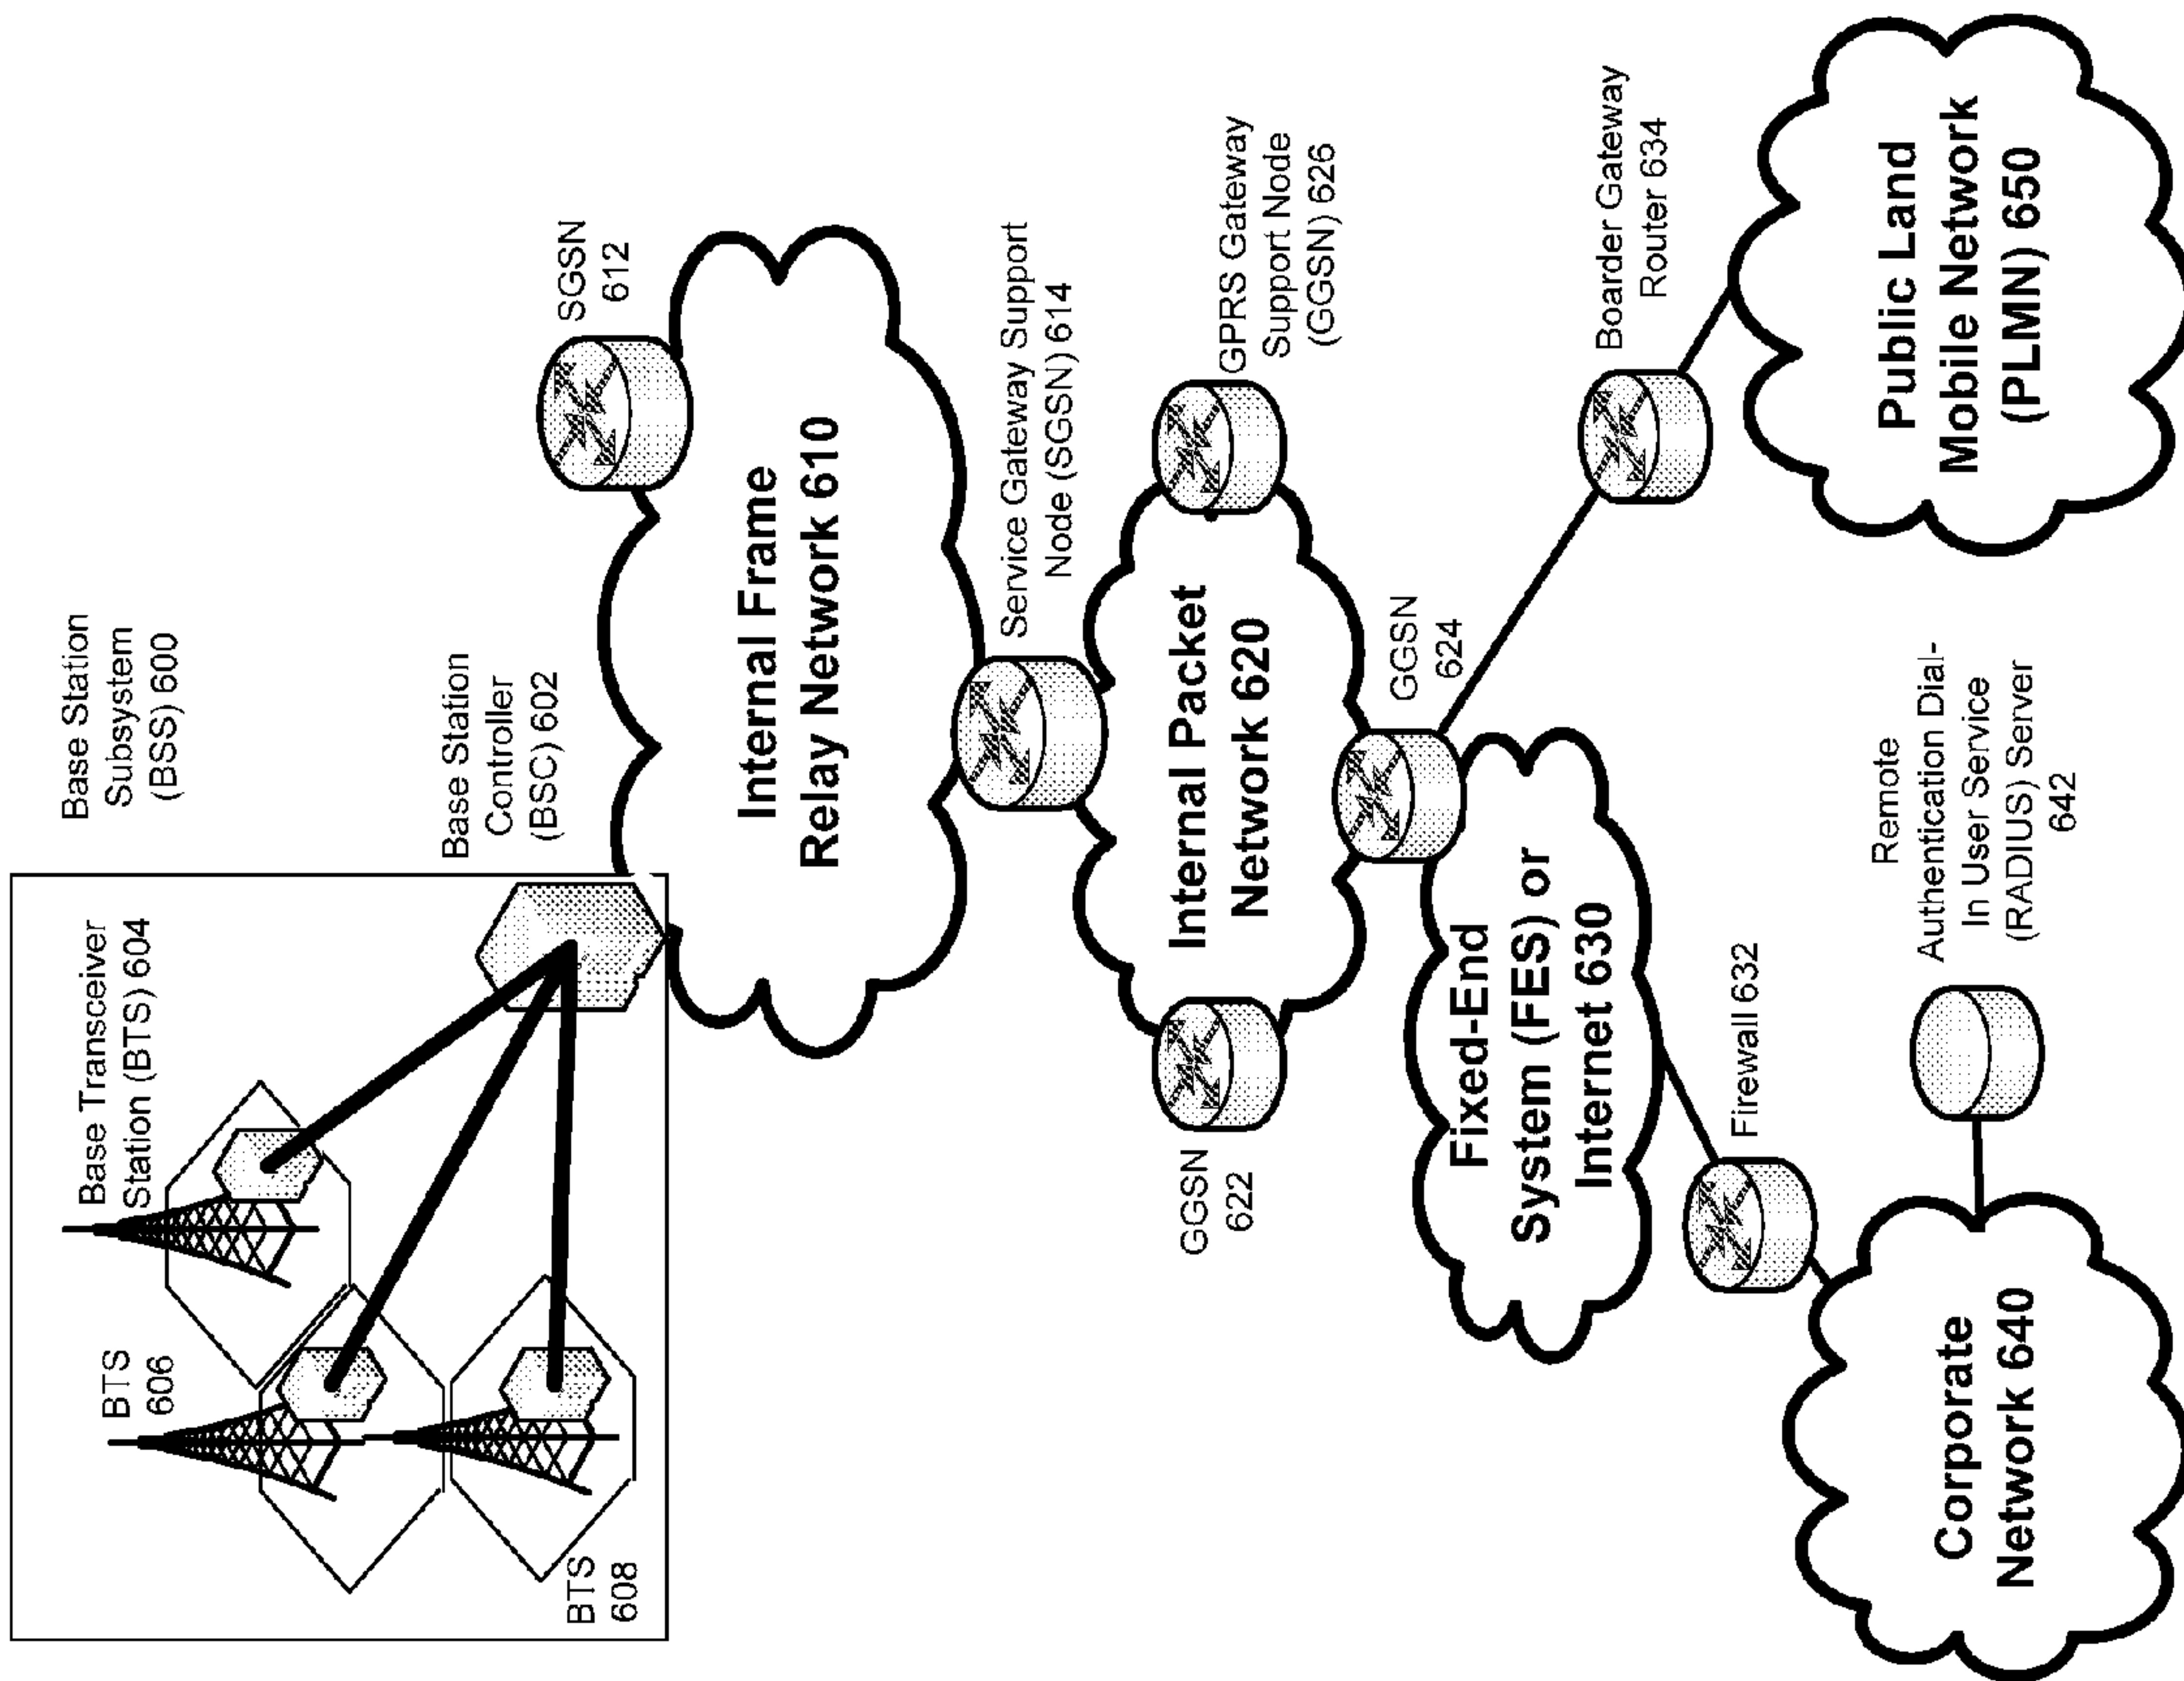 Base Station
Subsystem
(BSS) 600
Base Transceiver
Station (BTS) 604
BTS
606
BTS
608
Base Station
Controller
(BSC) 602
SGSN
612
Internal Frame
Relay Network 610
Service Gateway Support
Node (SGSN) 614
GPRS Gateway
Support Node
(GGSN) 626
Internal Packet
Network 620
GGSN
622
GGSN
624
Fixed-End
System (FES) or
Internet 630
Boarder Gateway
Router 634
Firewall 632
Public Land
Mobile Network
(PLMN) 650
Remote
Authentication Dial-
In User Service
(RADIUS) Server
642
Corporate
Network 640